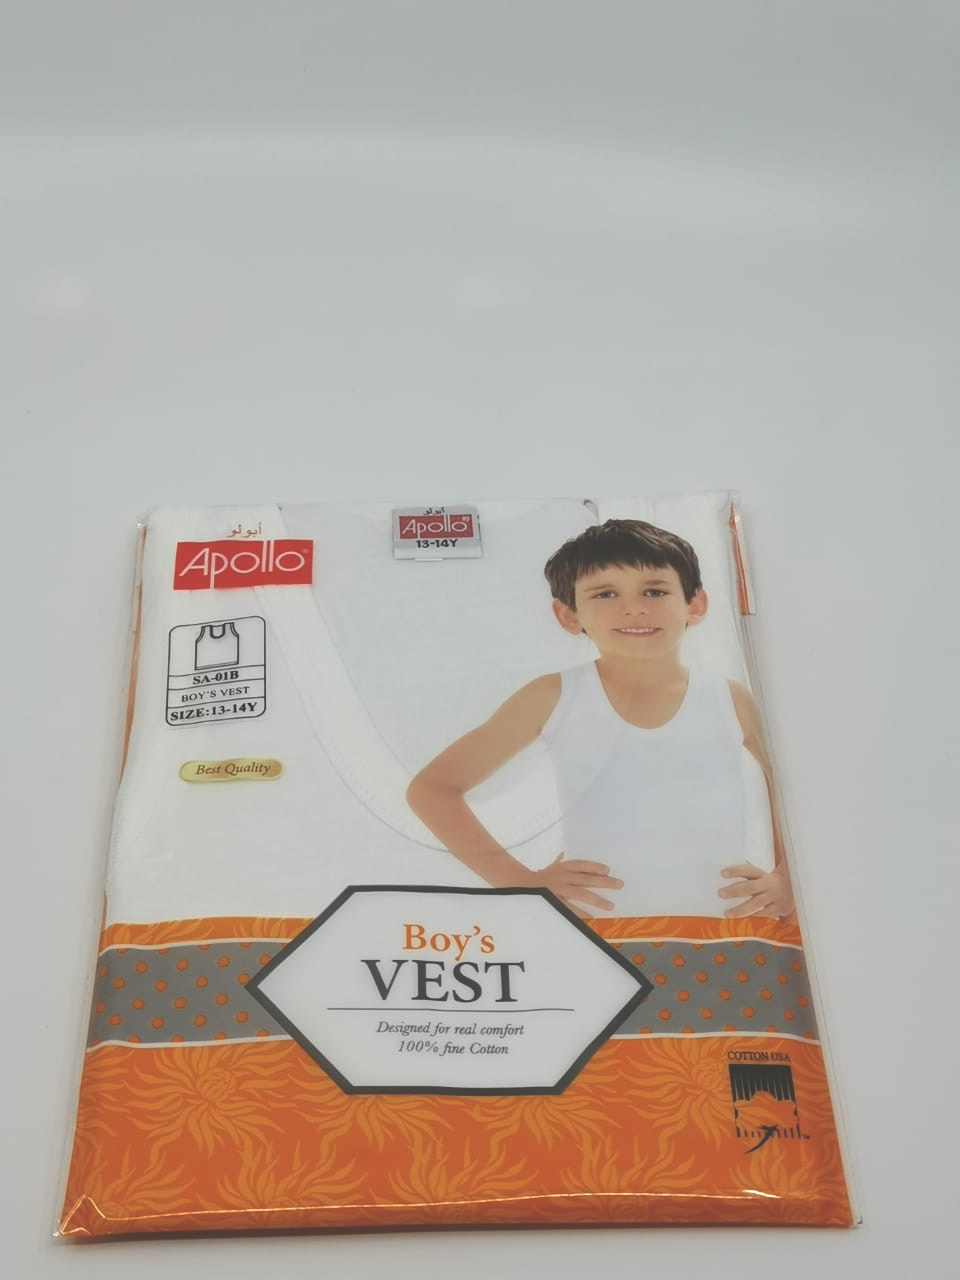 أبولو
Apollo®
أبولو
Apollo®
13-14Y
SA-01B
BOY'S VEST
SIZE:13-14Y
Best Quality
Boy's
VEST
Designed for real comfort
100% fine Cotton
COTTON USA
TM